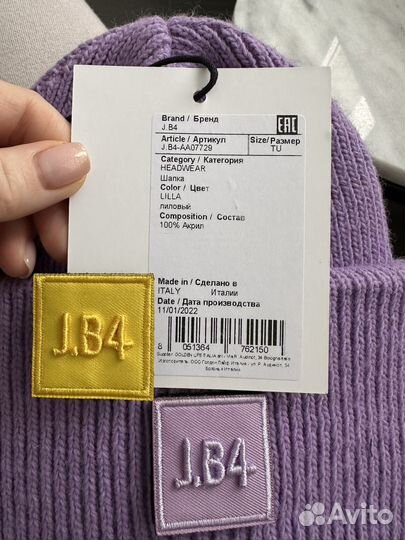 Brand / Бренд
J.B4
EAC
Article / Артикул Size/Размер
J.B4-AA07729 TU
Category / Категория
HEADWEAR
Шапка
Color / Цвет
LILLA
лиловый
Composition / Состав
100% Акрил
Made in / Сделано в
ITALY Италии
Date / Дата производства
11/01/2022
8 051364 762150
J.B4
J.B4
Avito